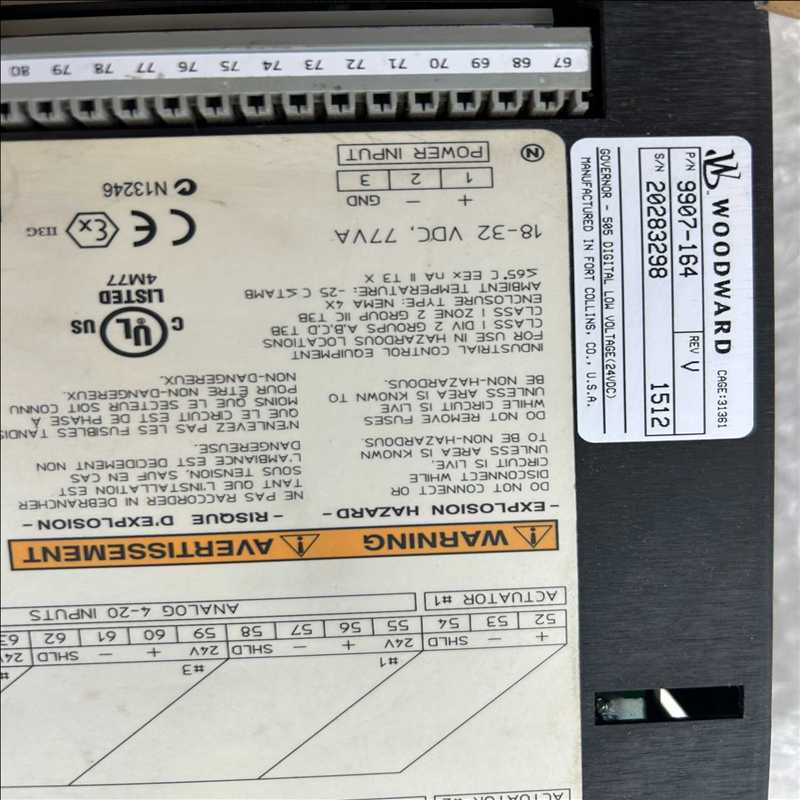 WOODWARD
CAGE:31361
P/N 9907-164
REV V
S/N 20283298
1512
GOVERNOR - 505 DIGITAL LOW VOLTAGE(24VDC)
MANUFACTURED IN FORT COLLINS, CO., U.S.A.
ACTUATOR #1
ANALOG 4-20 INPUTS
52 53 54 55 56 57 58 59 60 61 62
+ - SHLD 24V + - SHLD 24V + - SHLD 24V
#1 #3
WARNING AVERTISSEMENT
- EXPLOSION HAZARD -
DO NOT CONNECT OR
DISCONNECT WHILE
CIRCUIT IS LIVE.
UNLESS AREA IS KNOWN
TO BE NON-HAZARDOUS.
DO NOT REMOVE FUSES
WHILE CIRCUIT IS LIVE
UNLESS AREA IS KNOWN TO
BE NON-HAZARDOUS.
- RISQUE D'EXPLOSION -
NE PAS RACCORDER NI DEBRANCHER
TANT QUE L'INSTALLATION EST
SOUS TENSION, SAUF EN CAS
L'AMBIANCE EST DECIDEMENT NON
DANGEREUSE.
N'ENLEVEZ PAS LES FUSIBLES TANDIS
QUE LE CIRCUIT EST DE PHASE A
MOINS QUE LE SECTEUR SOIT CONNU
POUR ÊTRE NON-DANGEREUX.
NON-DANGEREUX.
INDUSTRIAL CONTROL EQUIPMENT
FOR USE IN HAZARDOUS LOCATIONS
CLASS I DIV 2 GROUPS A,B,C,D T3B
CLASS I ZONE 2 GROUP IIC T3B
ENCLOSURE TYPE: NEMA 4X
AMBIENT TEMPERATURE: -25 C ≤TAMB
≤65°C EEx nA II T3 X
C UL US
LISTED
4M77
18-32 VDC, 77VA
CE Ex II3G
+ - GND
1 2 3
POWER INPUT
N
N13246
67 68 69 70 71 72 73 74 75 76 77 78 79 80